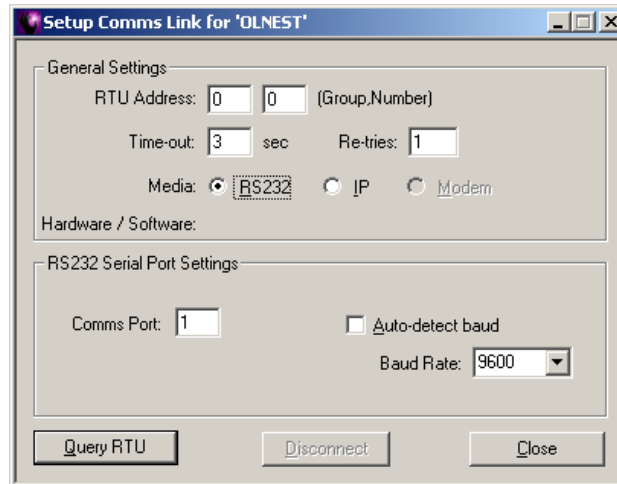 Setup Comms Link for 'OLNEST'
General Settings
RTU Address: 0 0 (Group,Number)
Time-out: 3 sec Re-tries: 1
Media: RS232 IP Modem
Hardware / Software:
RS232 Serial Port Settings
Comms Port: 1
Auto-detect baud
Baud Rate: 9600
Query RTU Disconnect Close